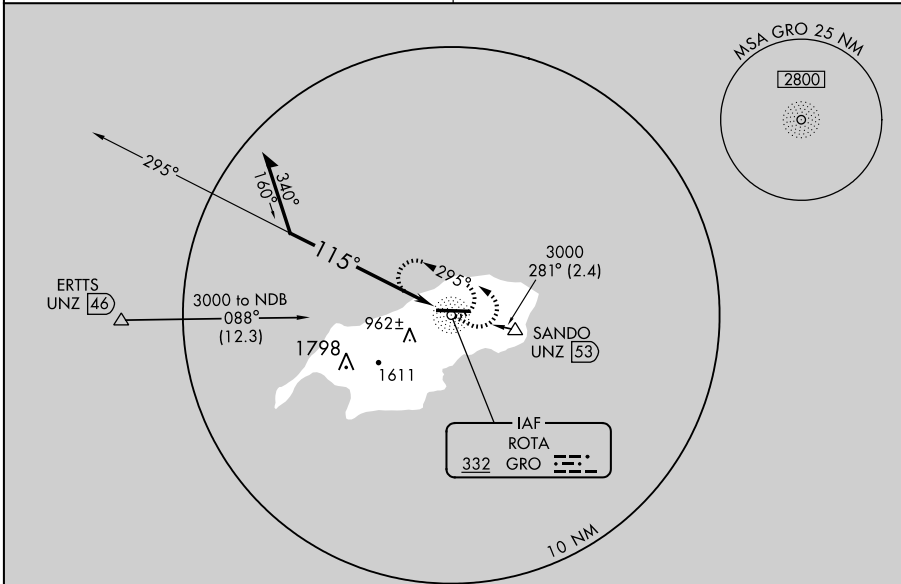 MSA GRO 25 NM
2800
295°
340°
160°
115°
295°
3000
281° (2.4)
ERTTS
UNZ 46
3000 to NDB
088°
(12.3)
962±
SANDO
UNZ 53
1798
1611
IAF
ROTA
332 GRO
10 NM